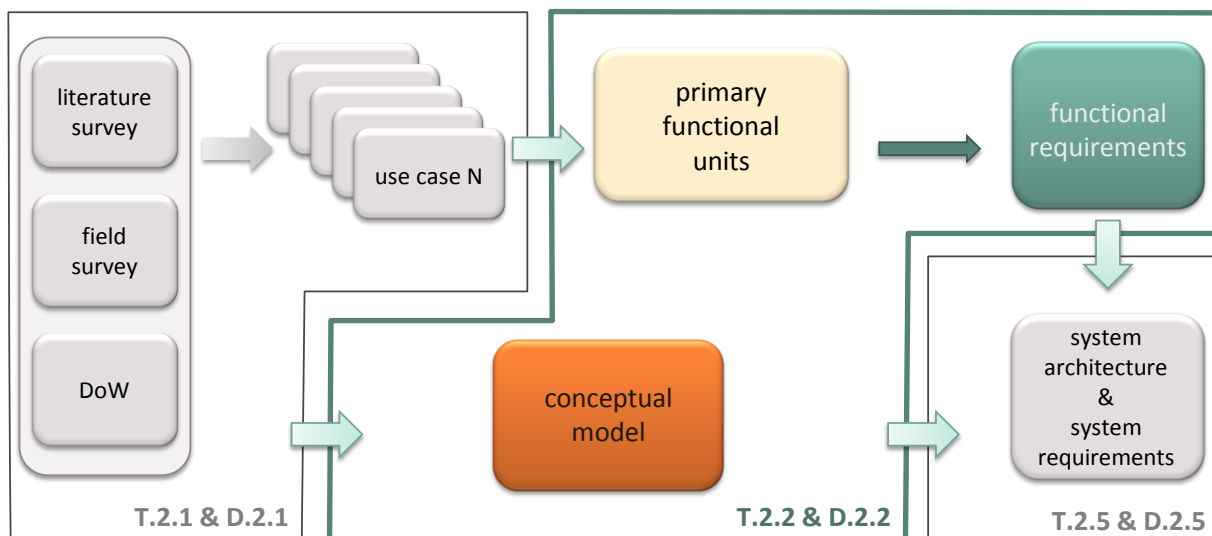 literature
survey
field
survey
DoW
use case N
primary
functional
units
functional
requirements
conceptual
model
system
architecture
&
system
requirements
T.2.1 & D.2.1
T.2.2 & D.2.2
T.2.5 & D.2.5